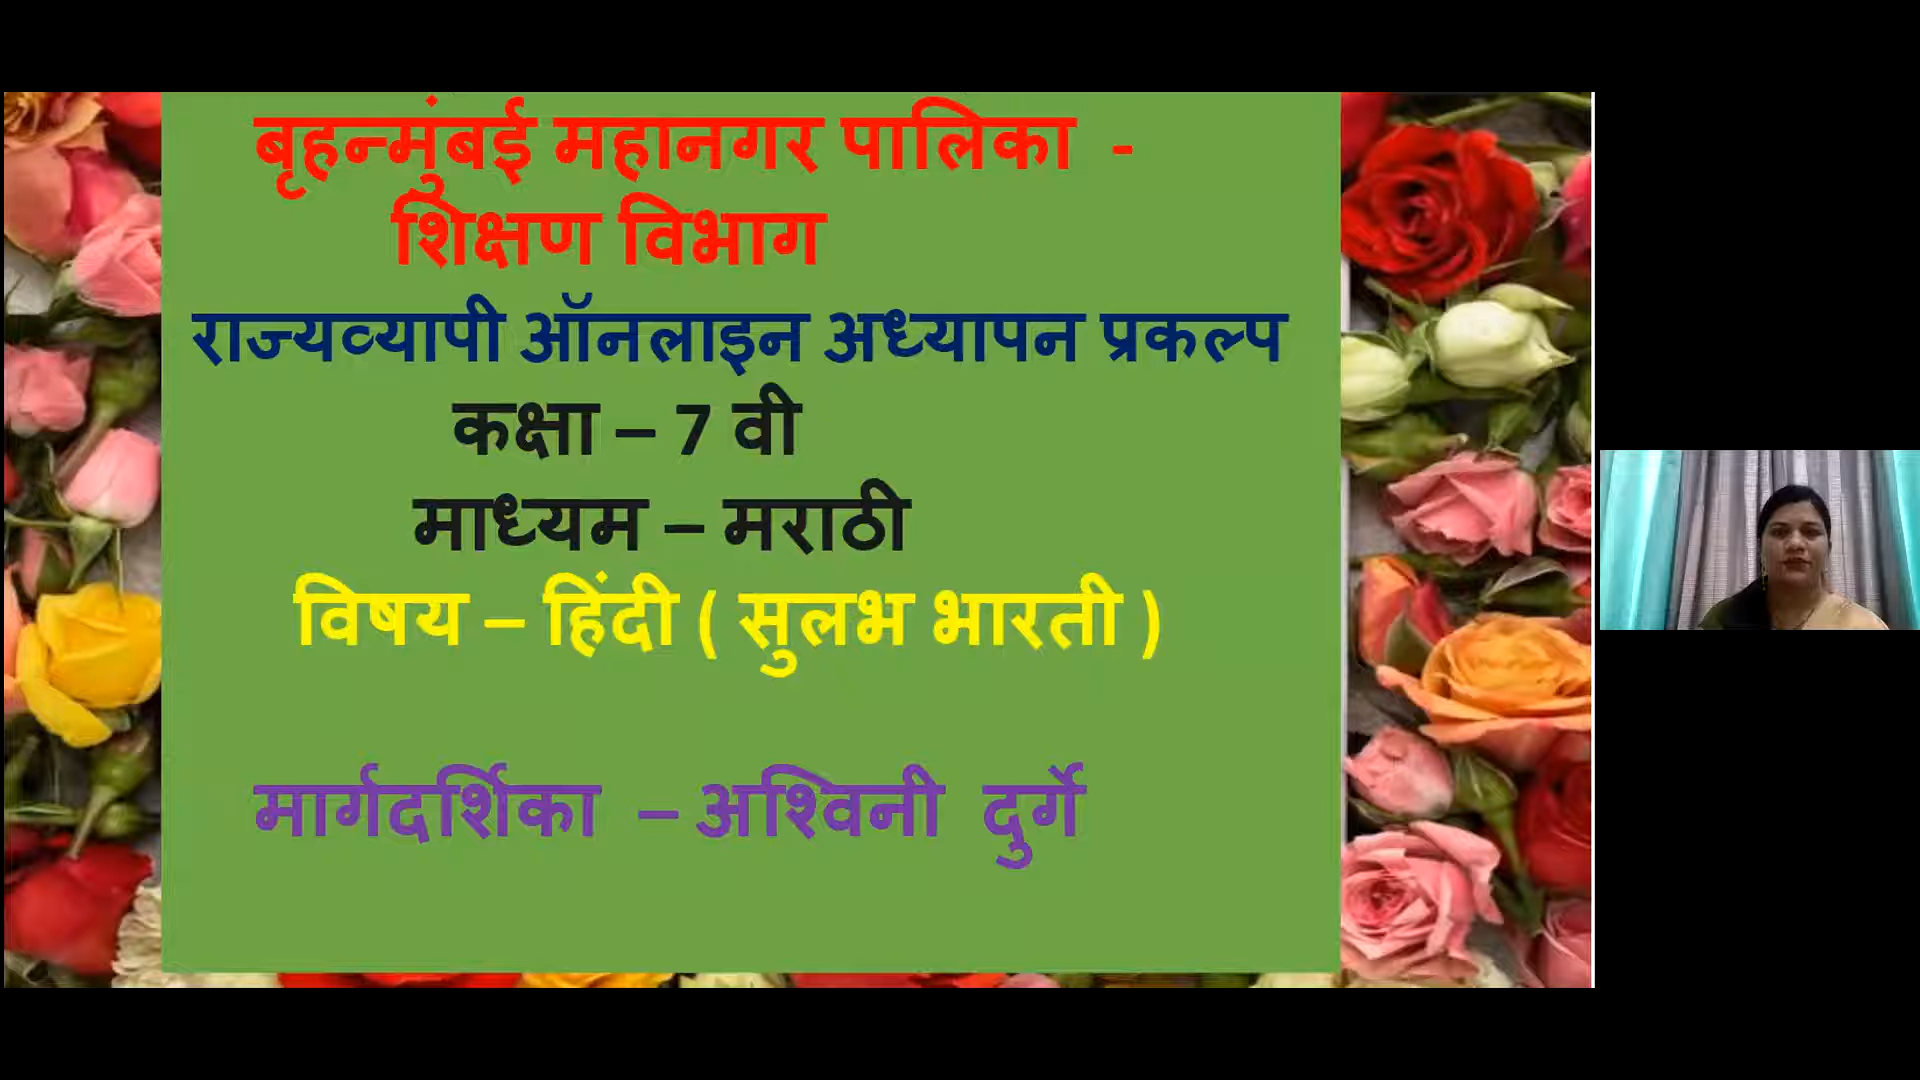 बृहन्मुंबई महानगर पालिका -
शिक्षण विभाग
राज्यव्यापी ऑनलाइन अध्यापन प्रकल्प
कक्षा – 7 वी
माध्यम – मराठी
विषय – हिंदी ( सुलभ भारती )
मार्गदर्शिका – अश्विनी दुर्गे